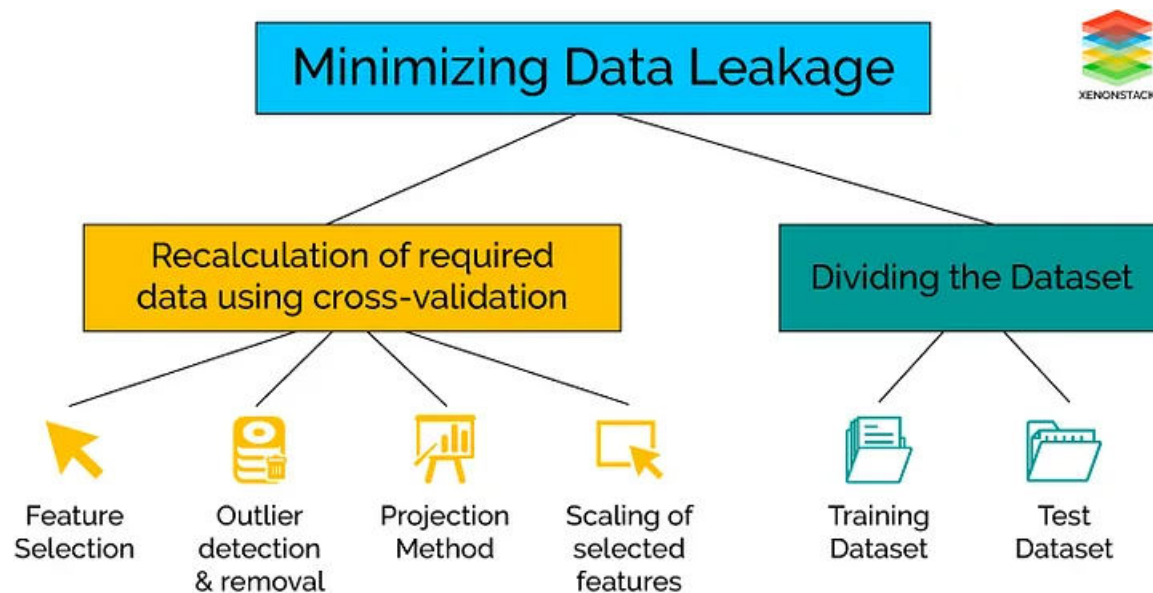 Minimizing Data Leakage
XENONSTACK
Recalculation of required
data using cross-validation
Dividing the Dataset
Feature
Selection
Outlier
detection
& removal
Projection
Method
Scaling of
selected
features
Training
Dataset
Test
Dataset